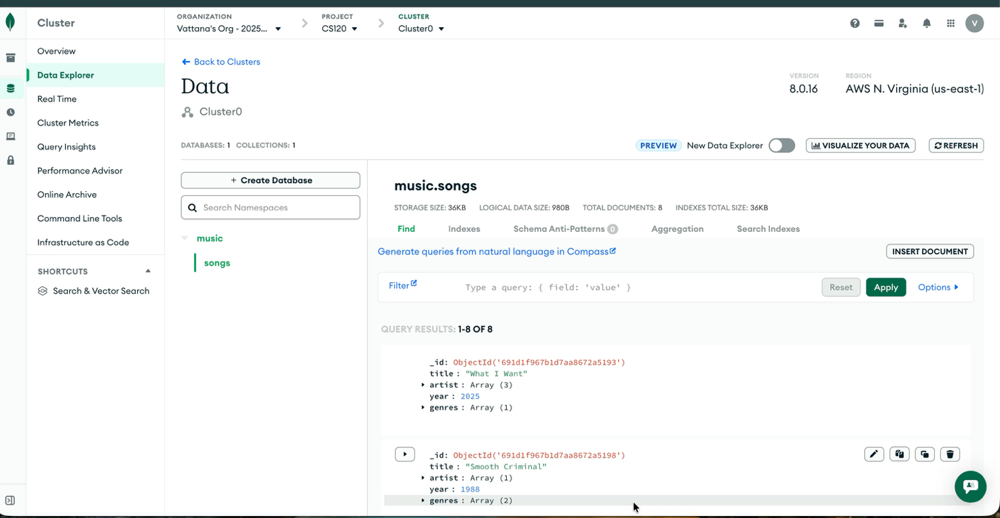 Cluster
ORGANIZATION
Vattana's Org - 2025...
PROJECT
CS120
CLUSTER
Cluster0
V
Overview
Data Explorer
Real Time
Cluster Metrics
Query Insights
Performance Advisor
Online Archive
Command Line Tools
Infrastructure as Code
SHORTCUTS
Search & Vector Search
Back to Clusters
Data
Cluster0
VERSION
8.0.16
REGION
AWS N. Virginia (us-east-1)
DATABASES: 1 COLLECTIONS: 1
PREVIEW New Data Explorer
VISUALIZE YOUR DATA
REFRESH
+ Create Database
Search Namespaces
music
songs
music.songs
STORAGE SIZE: 36KB LOGICAL DATA SIZE: 980B TOTAL DOCUMENTS: 8 INDEXES TOTAL SIZE: 36KB
Find Indexes Schema Anti-Patterns 0 Aggregation Search Indexes
Generate queries from natural language in Compass
INSERT DOCUMENT
Filter
Type a query: { field: 'value' }
Reset
Apply
Options
QUERY RESULTS: 1-8 OF 8
_id: ObjectId('691d1f967b1d7aa8672a5193')
title : "What I Want"
artist : Array (3)
year : 2025
genres : Array (1)
_id: ObjectId('691d1f967b1d7aa8672a5198')
title : "Smooth Criminal"
artist : Array (1)
year : 1988
genres : Array (2)